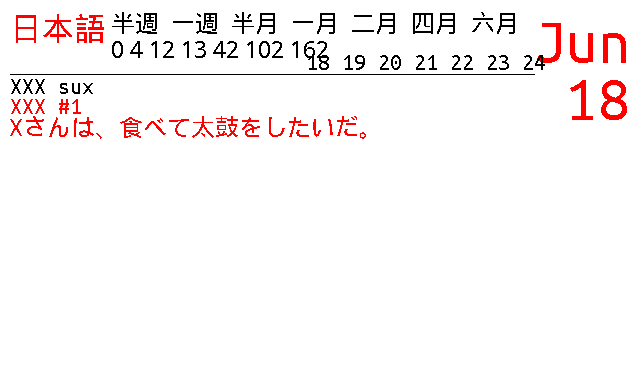 日本語
半週 一週 半月 一月 二月 四月 六月
0 4 12 13 42 102 162
18 19 20 21 22 23 24
Jun
18
XXX sux
XXX #1
Xさんは、食べて太鼓をしたいだ。